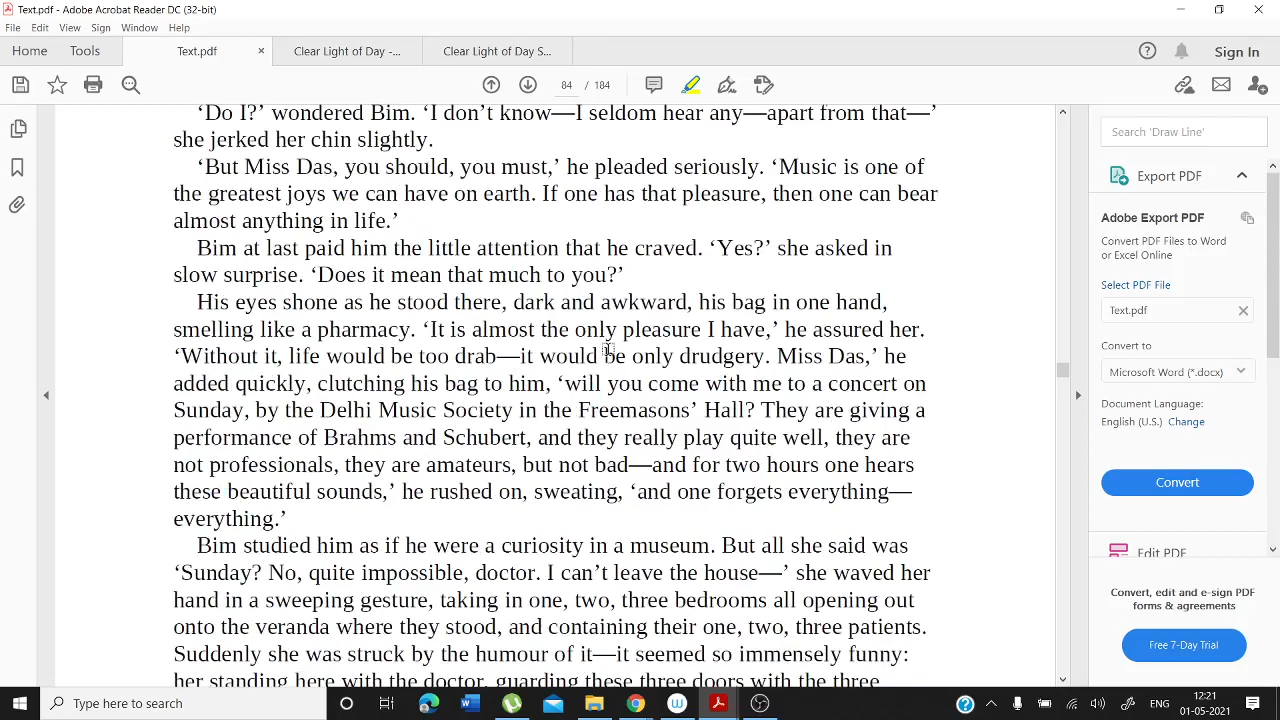 Text.pdf - Adobe Acrobat Reader DC (32-bit)
File Edit View Sign Window Help
Home Tools Text.pdf × Clear Light of Day -... Clear Light of Day S... Sign In
84 / 184
‘Do I?’ wondered Bim. ‘I don’t know—I seldom hear any—apart from that—’
she jerked her chin slightly.
‘But Miss Das, you should, you must,’ he pleaded seriously. ‘Music is one of
the greatest joys we can have on earth. If one has that pleasure, then one can bear
almost anything in life.’
Bim at last paid him the little attention that he craved. ‘Yes?’ she asked in
slow surprise. ‘Does it mean that much to you?’
His eyes shone as he stood there, dark and awkward, his bag in one hand,
smelling like a pharmacy. ‘It is almost the only pleasure I have,’ he assured her.
‘Without it, life would be too drab—it would be only drudgery. Miss Das,’ he
added quickly, clutching his bag to him, ‘will you come with me to a concert on
Sunday, by the Delhi Music Society in the Freemasons’ Hall? They are giving a
performance of Brahms and Schubert, and they really play quite well, they are
not professionals, they are amateurs, but not bad—and for two hours one hears
these beautiful sounds,’ he rushed on, sweating, ‘and one forgets everything—
everything.’
Bim studied him as if he were a curiosity in a museum. But all she said was
‘Sunday? No, quite impossible, doctor. I can’t leave the house—’ she waved her
hand in a sweeping gesture, taking in one, two, three bedrooms all opening out
onto the veranda where they stood, and containing their one, two, three patients.
Suddenly she was struck by the humour of it—it seemed so immensely funny:
her standing here with the doctor, guarding these three doors with the three
Search 'Draw Line'
Export PDF
Adobe Export PDF
Convert PDF Files to Word
or Excel Online
Select PDF File
Text.pdf
Convert to
Microsoft Word (*.docx)
Document Language:
English (U.S.) Change
Convert
Edit PDF
Convert, edit and e-sign PDF
forms & agreements
Free 7-Day Trial
Type here to search
ENG
12:21
01-05-2021